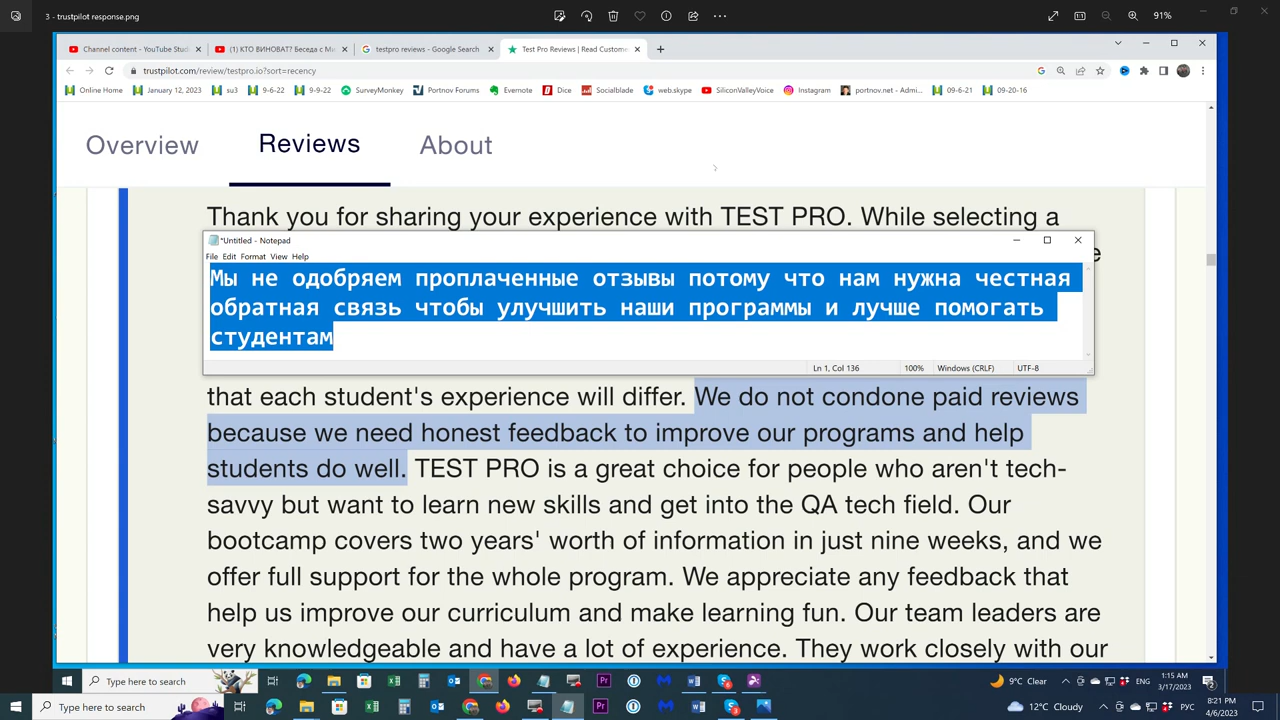 3 - trustpilot response.png
91%
Channel content - YouTube Stud
(1) КТО ВИНОВАТ? Беседа с Ми
testpro reviews - Google Search
Test Pro Reviews | Read Custome
trustpilot.com/review/testpro.io?sort=recency
Online Home
January 12, 2023
su3
9-6-22
9-9-22
SurveyMonkey
Portnov Forums
Evernote
Dice
Socialblade
web.skype
SiliconValleyVoice
Instagram
portnov.net - Admi...
09-6-21
09-20-16
Overview
Reviews
About
Thank you for sharing your experience with TEST PRO. While selecting a
*Untitled - Notepad
File Edit Format View Help
Мы не одобряем проплаченные отзывы потому что нам нужна честная
обратная связь чтобы улучшить наши программы и лучше помогать
студентам
Ln 1, Col 136
100%
Windows (CRLF)
UTF-8
that each student's experience will differ. We do not condone paid reviews
because we need honest feedback to improve our programs and help
students do well. TEST PRO is a great choice for people who aren't tech-
savvy but want to learn new skills and get into the QA tech field. Our
bootcamp covers two years' worth of information in just nine weeks, and we
offer full support for the whole program. We appreciate any feedback that
help us improve our curriculum and make learning fun. Our team leaders are
very knowledgeable and have a lot of experience. They work closely with our
Type here to search
9°C Clear
ENG
1:15 AM
3/17/2023
Type here to search
12°C Cloudy
РУС
8:21 PM
4/6/2023